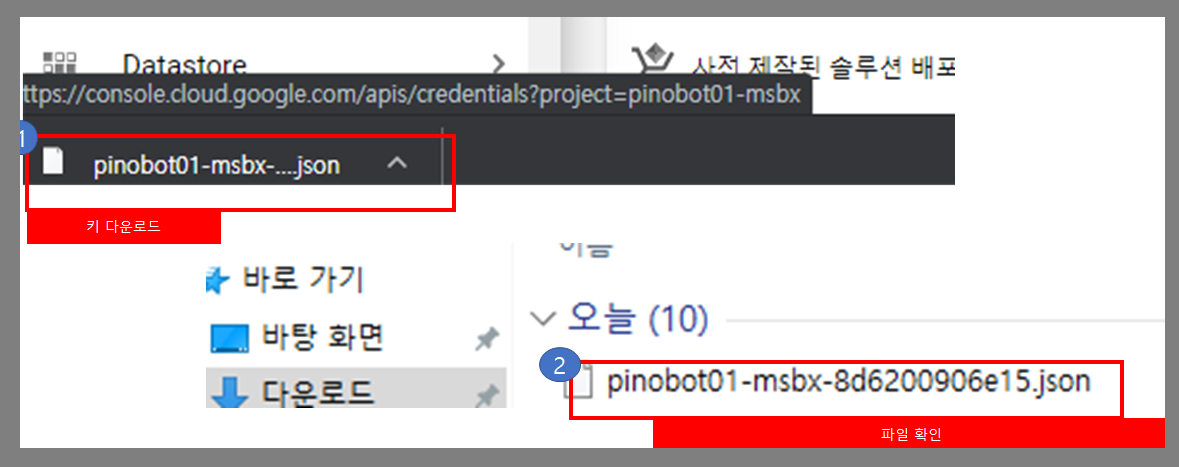 Datastore
사전 제작된 솔루션 배포
ttps://console.cloud.google.com/apis/credentials?project=pinobot01-msbx
1
pinobot01-msbx-....json
키 다운로드
이름
바로 가기
오늘 (10)
바탕 화면
2
pinobot01-msbx-8d6200906e15.json
다운로드
파일 확인